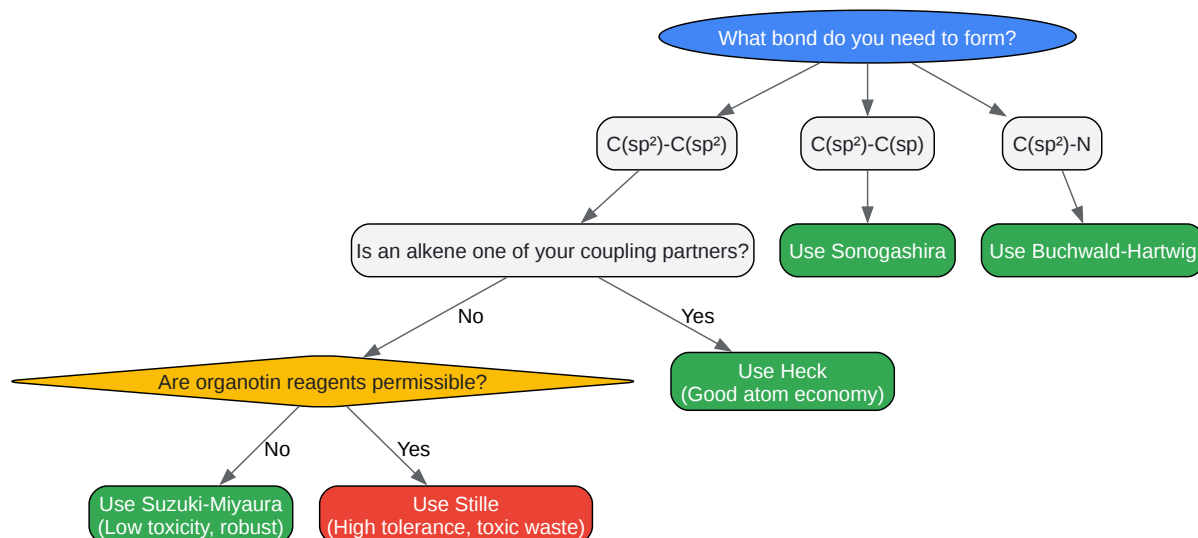 What bond do you need to form?
C(sp²)-C(sp²)
C(sp²)-C(sp)
C(sp²)-N
Is an alkene one of your coupling partners?
Use Sonogashira
Use Buchwald-Hartwig
No
Yes
Are organotin reagents permissible?
Use Heck
(Good atom economy)
No
Yes
Use Suzuki-Miyaura
(Low toxicity, robust)
Use Stille
(High tolerance, toxic waste)